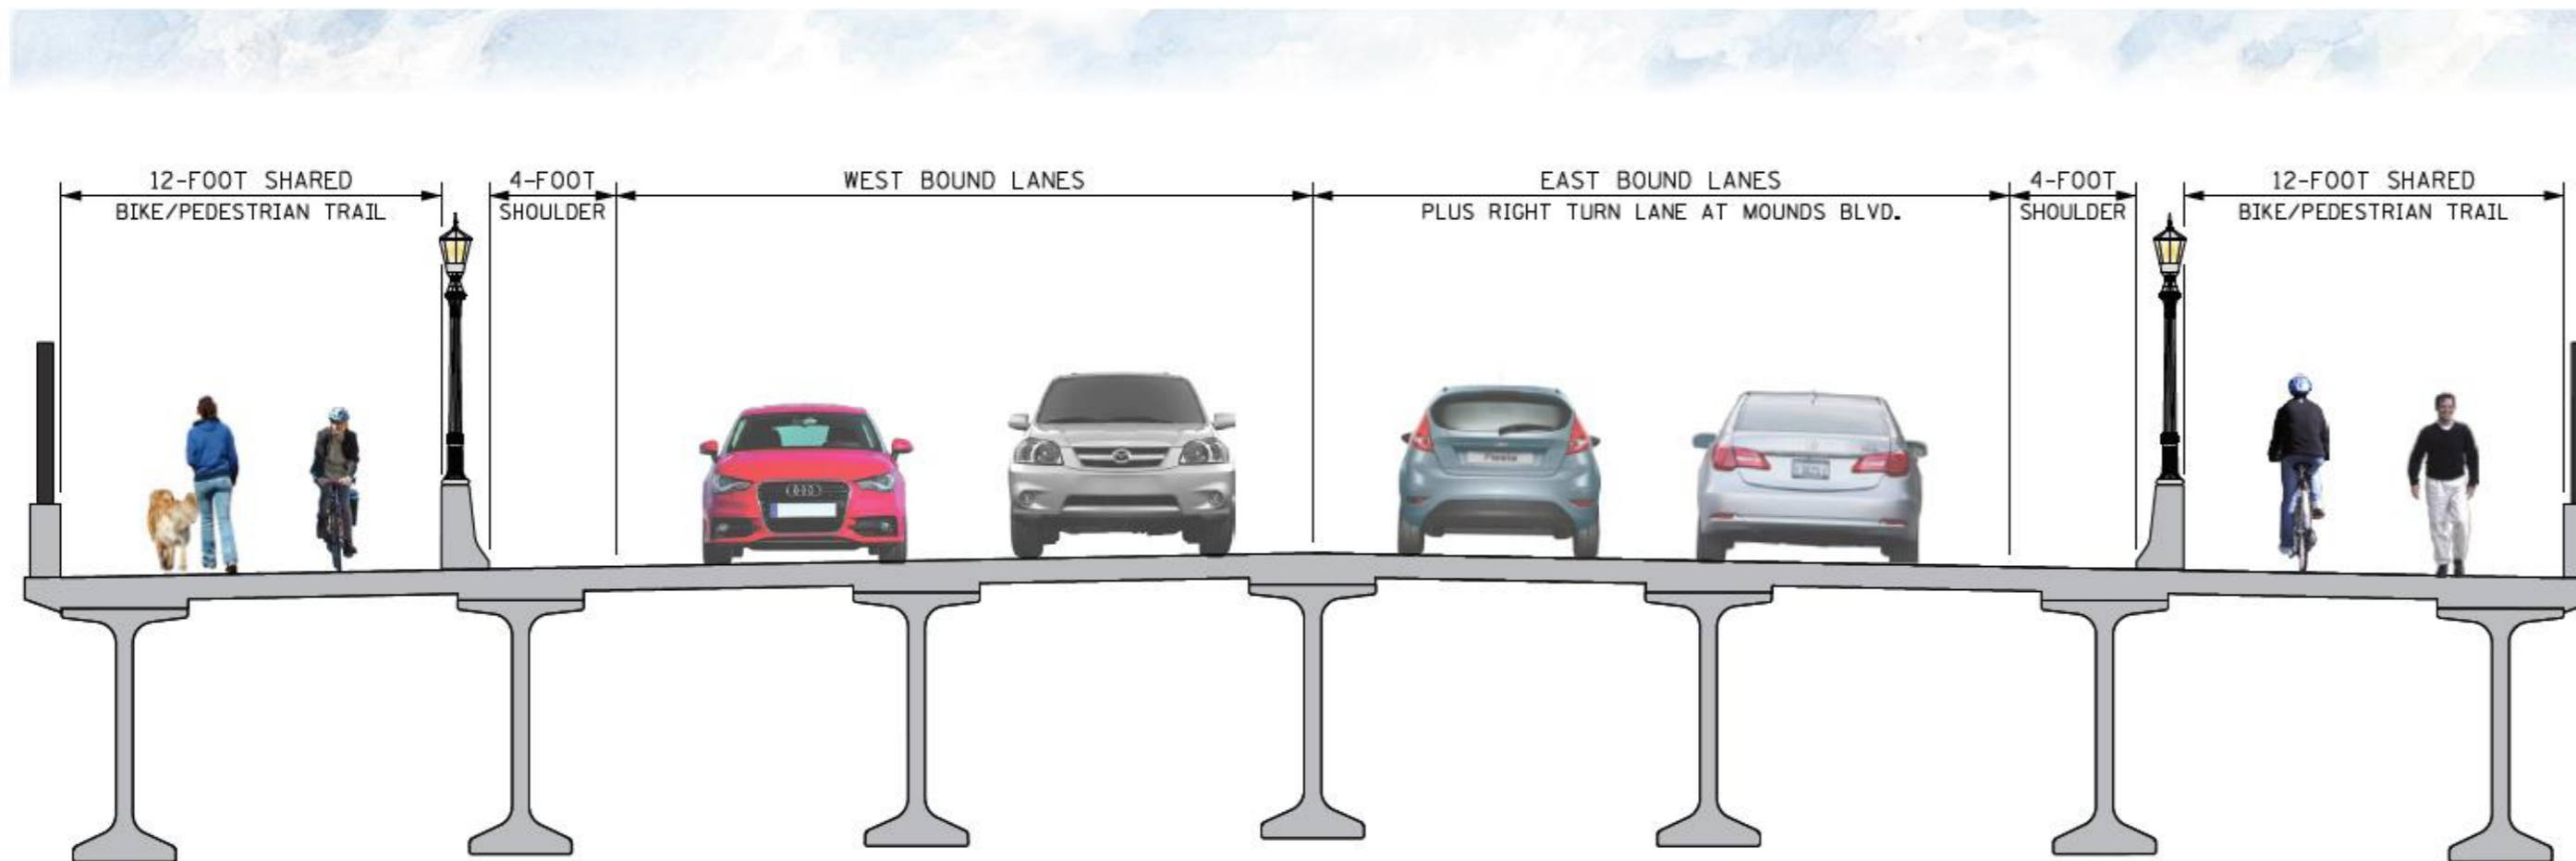 12-FOOT SHARED
BIKE/PEDESTRIAN TRAIL
4-FOOT
SHOULDER
WEST BOUND LANES
EAST BOUND LANES
PLUS RIGHT TURN LANE AT MOUNDS BLVD.
4-FOOT
SHOULDER
12-FOOT SHARED
BIKE/PEDESTRIAN TRAIL
Fiesta